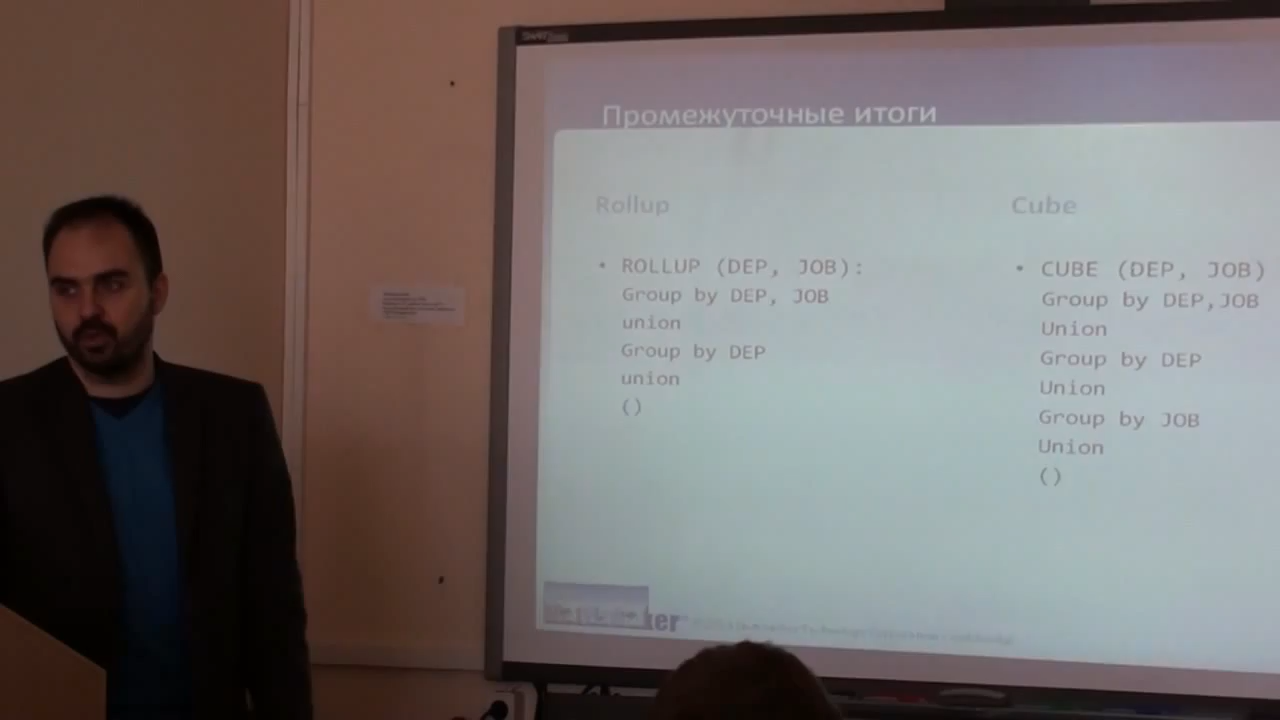 Промежуточные итоги
Rollup
• ROLLUP (DEP, JOB):
Group by DEP, JOB
union
Group by DEP
union
()
Cube
• CUBE (DEP, JOB)
Group by DEP,JOB
Union
Group by DEP
Union
Group by JOB
Union
()